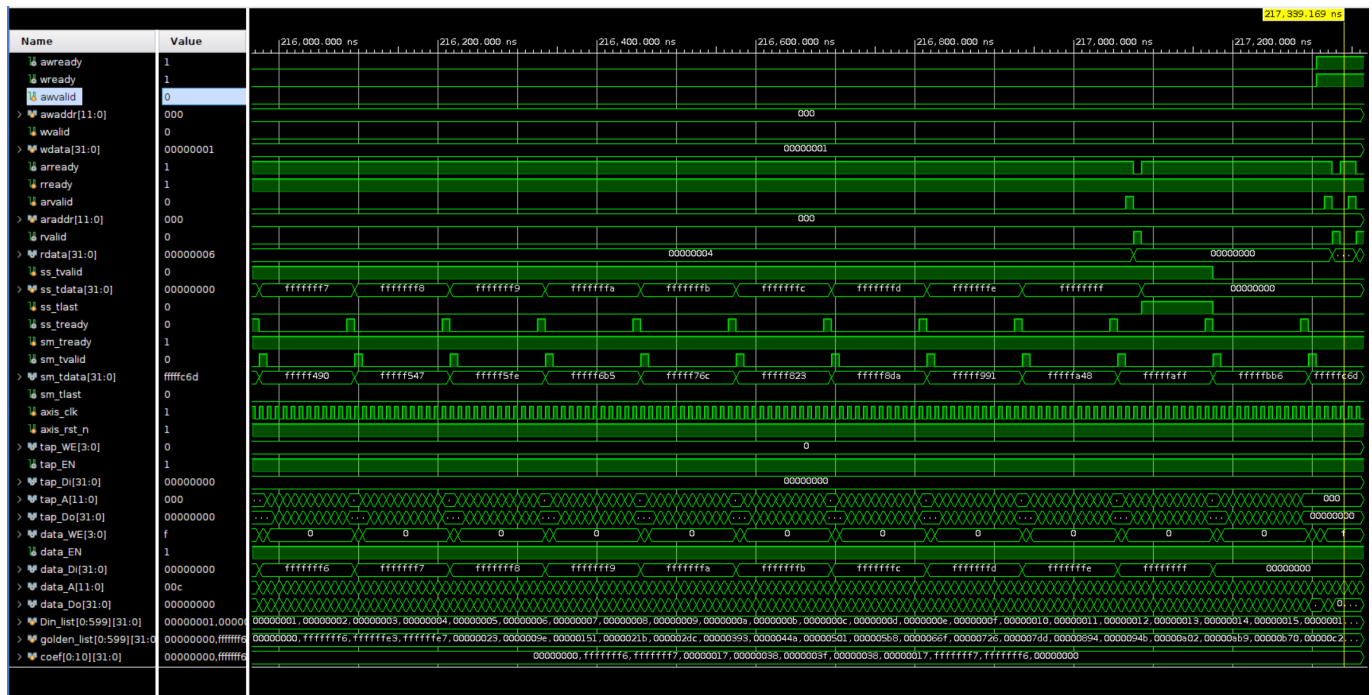 217,339.169 ns
Name Value 216,000.000 ns 216,200.000 ns 216,400.000 ns 216,600.000 ns 216,800.000 ns 217,000.000 ns 217,200.000 ns
awready 1
wready 1
awvalid 0
awaddr[11:0] 000 000
wvalid 0
wdata[31:0] 00000001 00000001
arready 1
rready 1
arvalid 0
araddr[11:0] 000 000
rvalid 0
rdata[31:0] 00000006 00000004 00000000 ...
ss_tvalid 0
ss_tdata[31:0] 00000000 fffffff7 fffffff8 fffffff9 fffffffa fffffffb fffffffc fffffffd fffffffe ffffffff 00000000
ss_tlast 0
ss_tready 0
sm_tready 1
sm_tvalid 0
sm_tdata[31:0] fffffc6d fffff490 fffff547 fffff5fe fffff6b5 fffff76c fffff823 fffff8da fffff991 fffffa48 fffffaff fffffbb6 fffffc6d
sm_tlast 0
axis_clk 1
axis_rst_n 1
tap_WE[3:0] 0 0
tap_EN 1
tap_Di[31:0] 00000000 00000000
tap_A[11:0] 000 000
tap_Do[31:0] 00000000 ... ... ... ... ... ... ... ... ... ... ... 00000000
data_WE[3:0] f 0 0 0 0 0 0 0 0 0 0 0 f
data_EN 1
data_Di[31:0] 00000000 fffffff6 fffffff7 fffffff8 fffffff9 fffffffa fffffffb fffffffc fffffffd fffffffe ffffffff 00000000
data_A[11:0] 00c
data_Do[31:0] 00000000 0...
Din_list[0:599][31:0] 00000001,0000 00000001,00000002,00000003,00000004,00000005,00000006,00000007,00000008,00000009,0000000a,0000000b,0000000c,0000000d,0000000e,0000000f,00000010,00000011,00000012,00000013,00000014,00000015,000001...
golden_list[0:599][31:0 00000000,fffffff6 00000000,fffffff6,ffffffe3,ffffffe7,00000023,0000009e,00000151,0000021b,000002dc,00000393,0000044a,00000501,000005b8,0000066f,00000726,000007dd,00000894,0000094b,00000a02,00000ab9,00000b70,00000c2...
coef[0:10][31:0] 00000000,fffffff6 00000000,fffffff6,fffffff7,00000017,00000038,0000003f,00000038,00000017,fffffff7,fffffff6,00000000